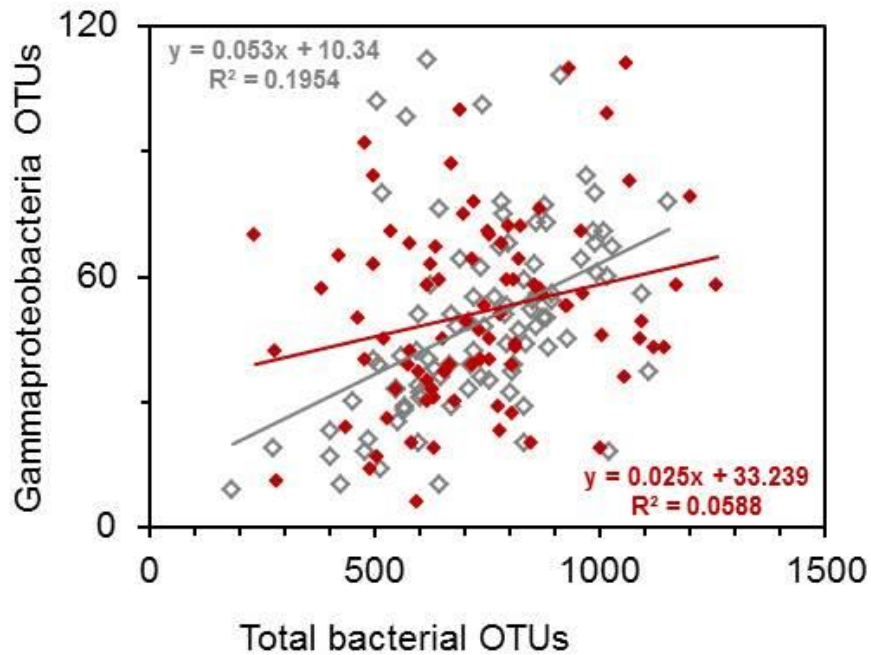 120
y = 0.053x + 10.34
R² = 0.1954
Gammaproteobacteria OTUs
60
y = 0.025x + 33.239
R² = 0.0588
0
0 500 1000 1500
Total bacterial OTUs